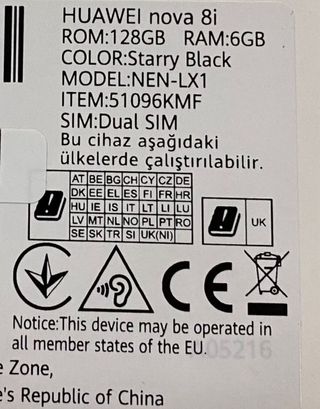 HUAWEI nova 8i
ROM:128GB RAM:6GB
COLOR:Starry Black
MODEL:NEN-LX1
ITEM:51096KMF
SIM:Dual SIM
Bu cihaz aşağıdaki
ülkelerde çalıştırılabilir.
AT BE BG CH CY CZ DE
DK EE EL ES FI FR HR
HU IE IS IT LT LI LU
LV MT NL NO PL PT RO
SE SK TR SI UK(NI)
UK
CE
Notice:This device may be operated in
all member states of the EU.
05216
e Zone,
e's Republic of China